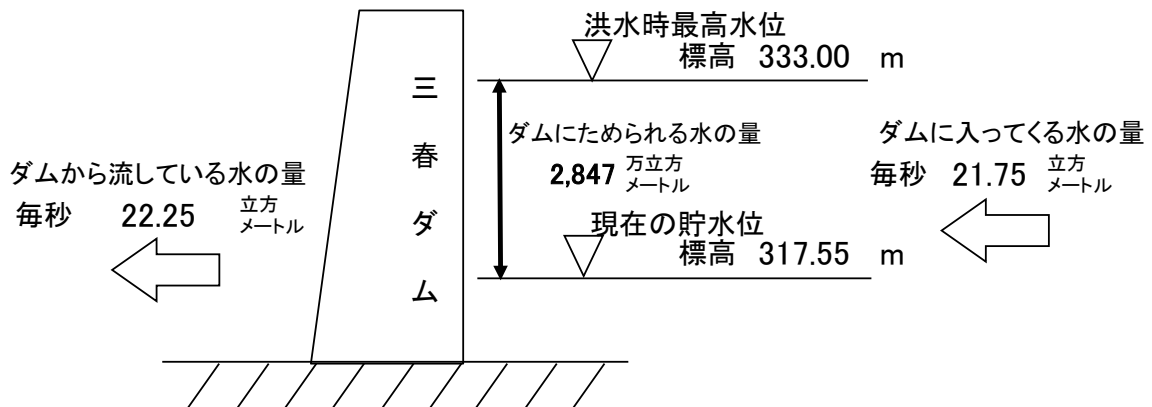 洪水時最高水位
標高 333.00 m
三春ダム
ダムにためられる水の量
2,847 万立方メートル
ダムに入ってくる水の量
毎秒 21.75 立方メートル
ダムから流している水の量
毎秒 22.25 立方メートル
現在の貯水位
標高 317.55 m